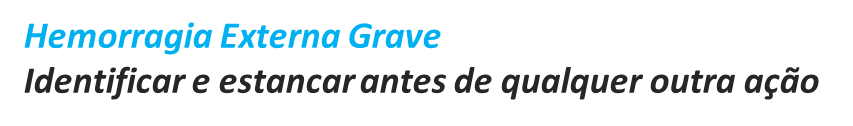 Hemorragia Externa Grave
Identificar e estancar antes de qualquer outra ação